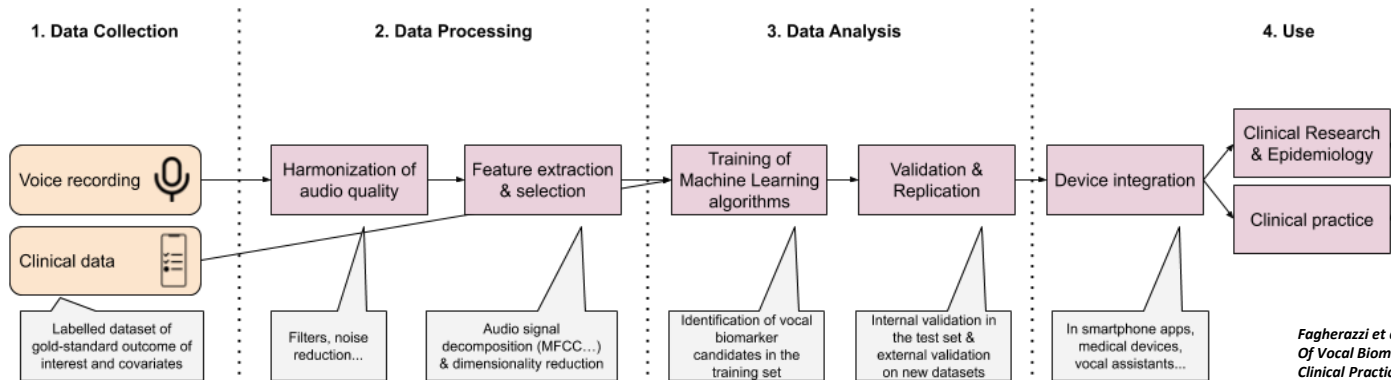 1. Data Collection
2. Data Processing
3. Data Analysis
4. Use
Voice recording
Clinical data
Harmonization of
audio quality
Feature extraction
& selection
Training of
Machine Learning
algorithms
Validation &
Replication
Device integration
Clinical Research
& Epidemiology
Clinical practice
Labelled dataset of
gold-standard outcome of
interest and covariates
Filters, noise
reduction...
Audio signal
decomposition (MFCC...)
& dimensionality reduction
Identification of vocal
biomarker
candidates in the
training set
Internal validation in
the test set &
external validation
on new datasets
In smartphone apps,
medical devices,
vocal assistants...
Fagherazzi et
Of Vocal
Clinical